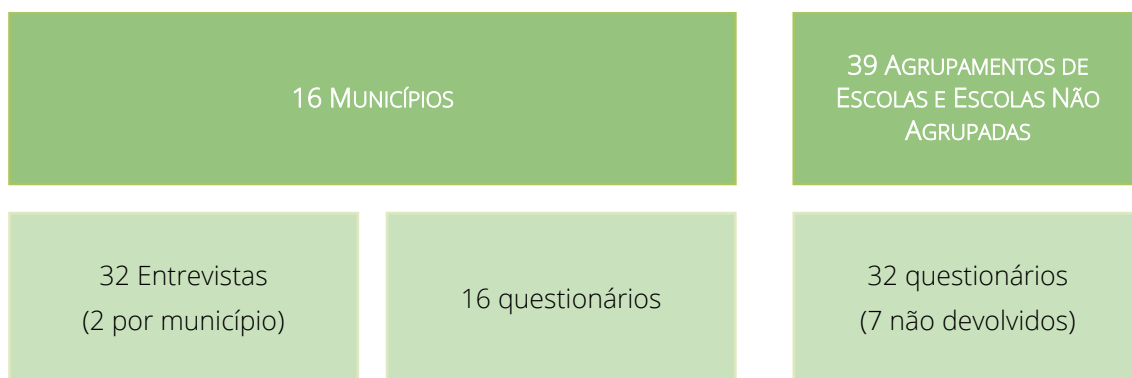 16 MUNICÍPIOS
39 AGRUPAMENTOS DE
ESCOLAS E ESCOLAS NÃO
AGRUPADAS
32 Entrevistas
(2 por município)
16 questionários
32 questionários
(7 não devolvidos)